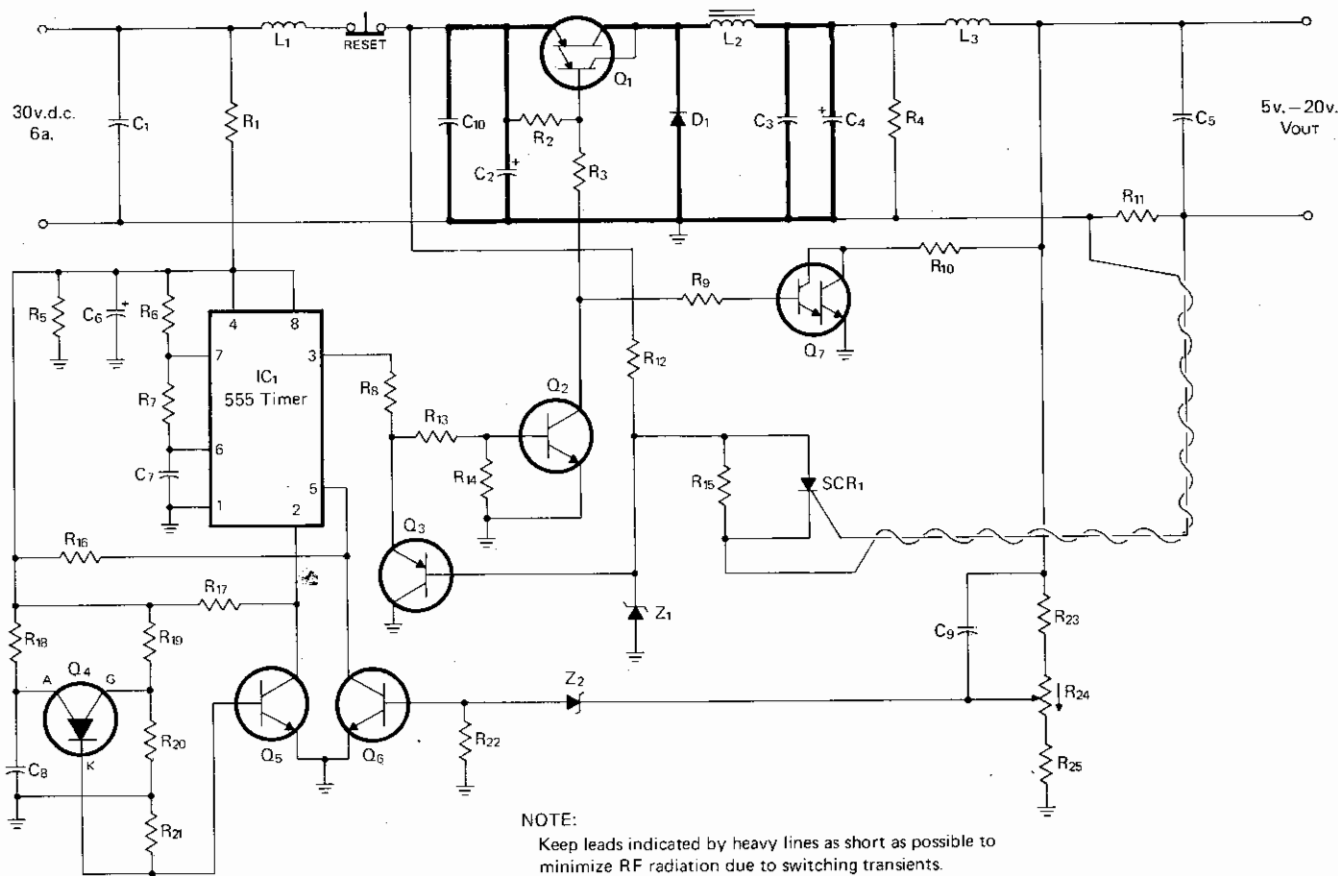 L1
RESET
Q1
L2
L3
30v.d.c.
6a.
C1
R1
C10
C2
R2
R3
D1
C3
C4
R4
C5
5v.–20v.
VOUT
R11
R5
C6
R6
4
8
7
3
IC1
555 Timer
R7
6
C7
1
5
2
R8
R9
R10
Q7
R12
Q2
R13
R14
R15
SCR1
Q3
Z1
R16
R17
R18
R19
Q4
A
G
K
C8
R20
R21
Q5
Q6
Z2
R22
C9
R23
R24
R25
NOTE:
Keep leads indicated by heavy lines as short as possible to
minimize RF radiation due to switching transients.